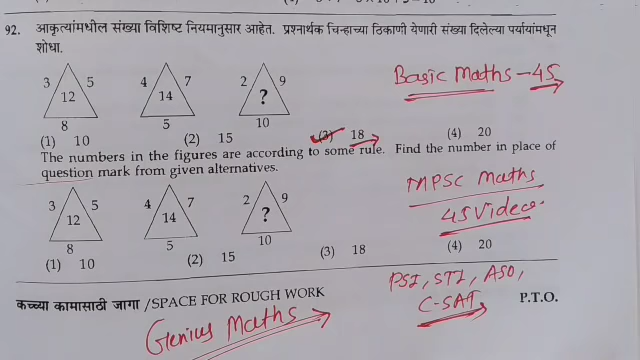 92. आकृत्यांमधील संख्या विशिष्ट नियमानुसार आहेत. प्रश्नार्थक चिन्हाच्या ठिकाणी येणारी संख्या दिलेल्या पर्यायांमधून
शोधा.
3 5 4 7 2 9
12 14 ?
8 5 10
Basic Maths - 45
(1) 10 (2) 15 (3) 18 (4) 20
The numbers in the figures are according to some rule. Find the number in place of
question mark from given alternatives.
MPSC Maths
45 Videos
3 5 4 7 2 9
12 14 ?
8 5 10
(1) 10 (2) 15 (3) 18 (4) 20
PSI, STI, ASO,
C-SAT
कच्च्या कामासाठी जागा /SPACE FOR ROUGH WORK P.T.O.
Genius Maths